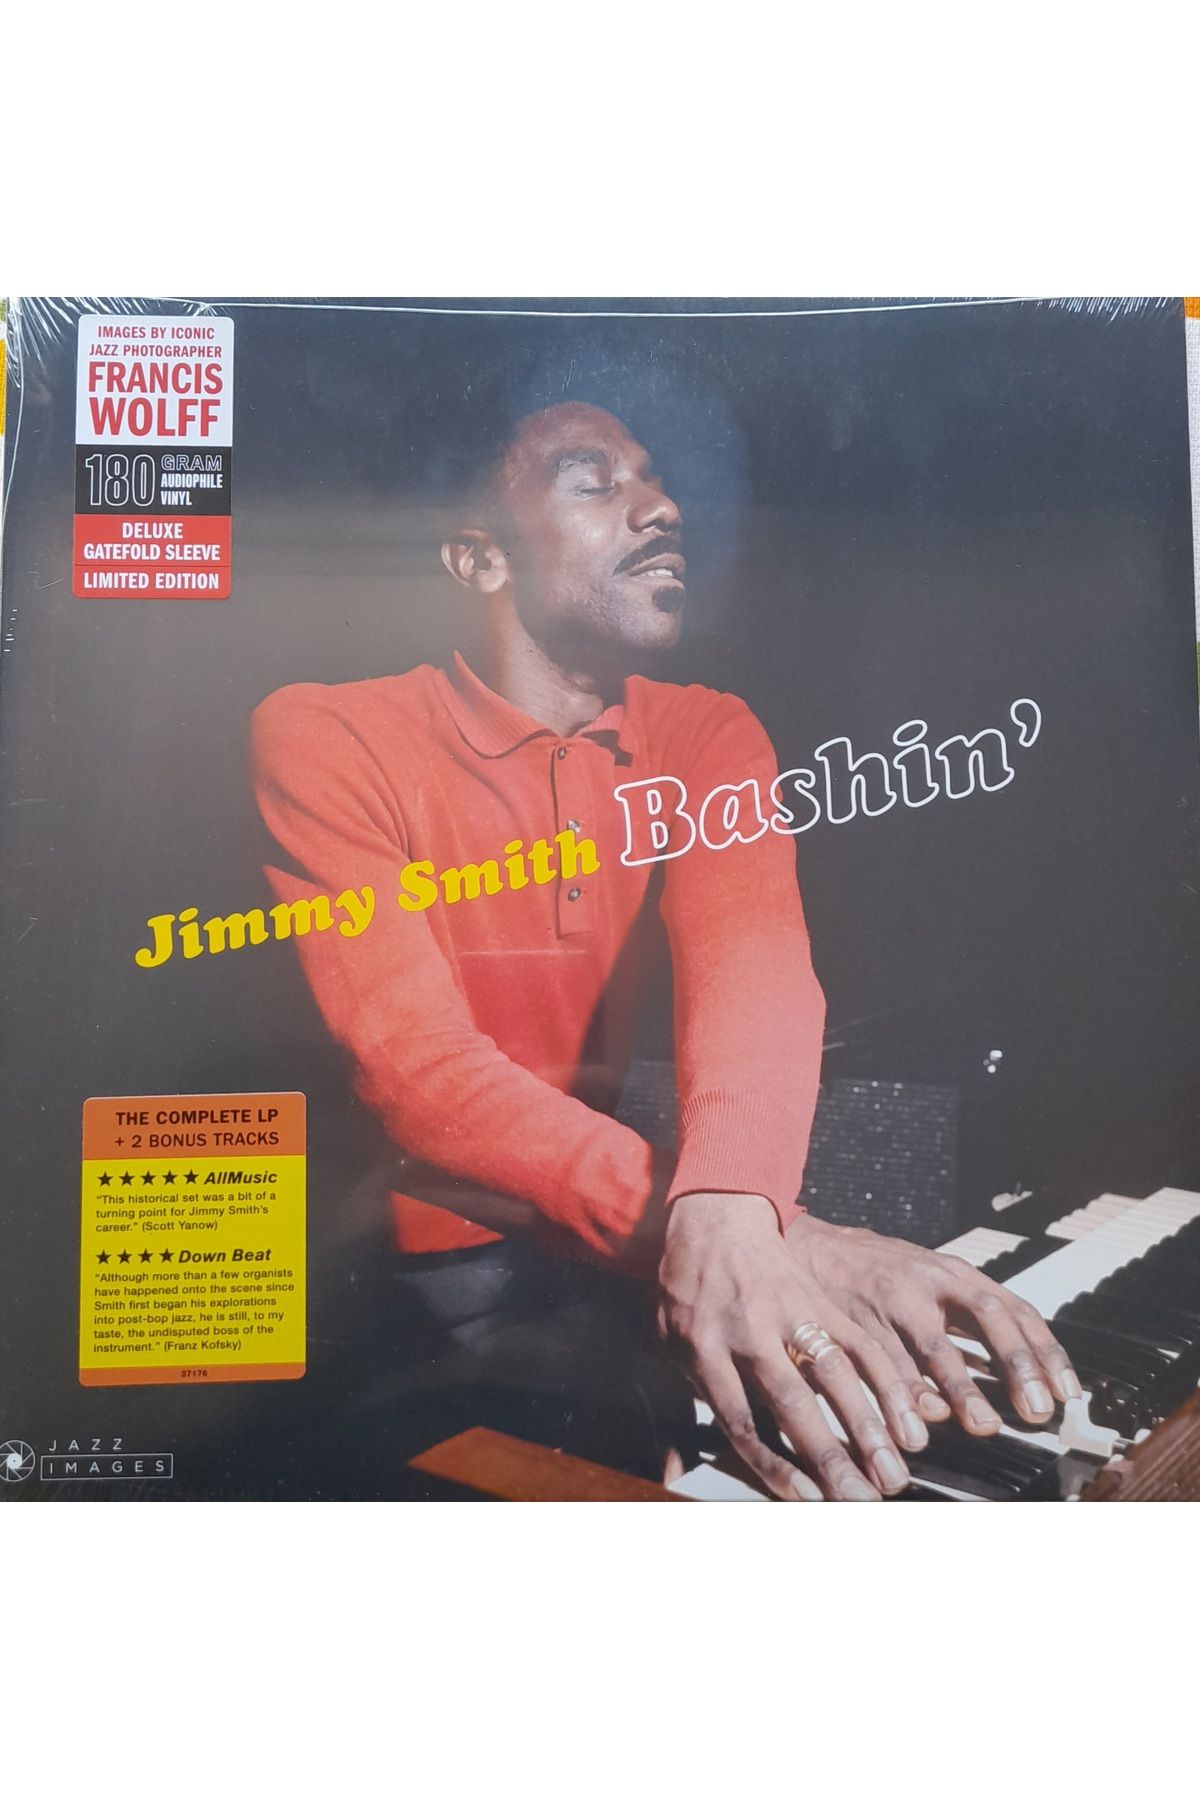 IMAGES BY ICONIC
JAZZ PHOTOGRAPHER
FRANCIS
WOLFF
180 GRAM
AUDIOPHILE
VINYL
DELUXE
GATEFOLD SLEEVE
LIMITED EDITION
Jimmy Smith Bashin’
THE COMPLETE LP
+ 2 BONUS TRACKS
★★★★★ AllMusic
“This historical set was a bit of a
turning point for Jimmy Smith’s
career.” (Scott Yanow)
★★★★ Down Beat
“Although more than a few organists
have happened onto the scene since
Smith first began his explorations
into post-bop jazz, he is still, to my
taste, the undisputed boss of the
instrument.” (Franz Kofsky)
37176
JAZZ
IMAGES